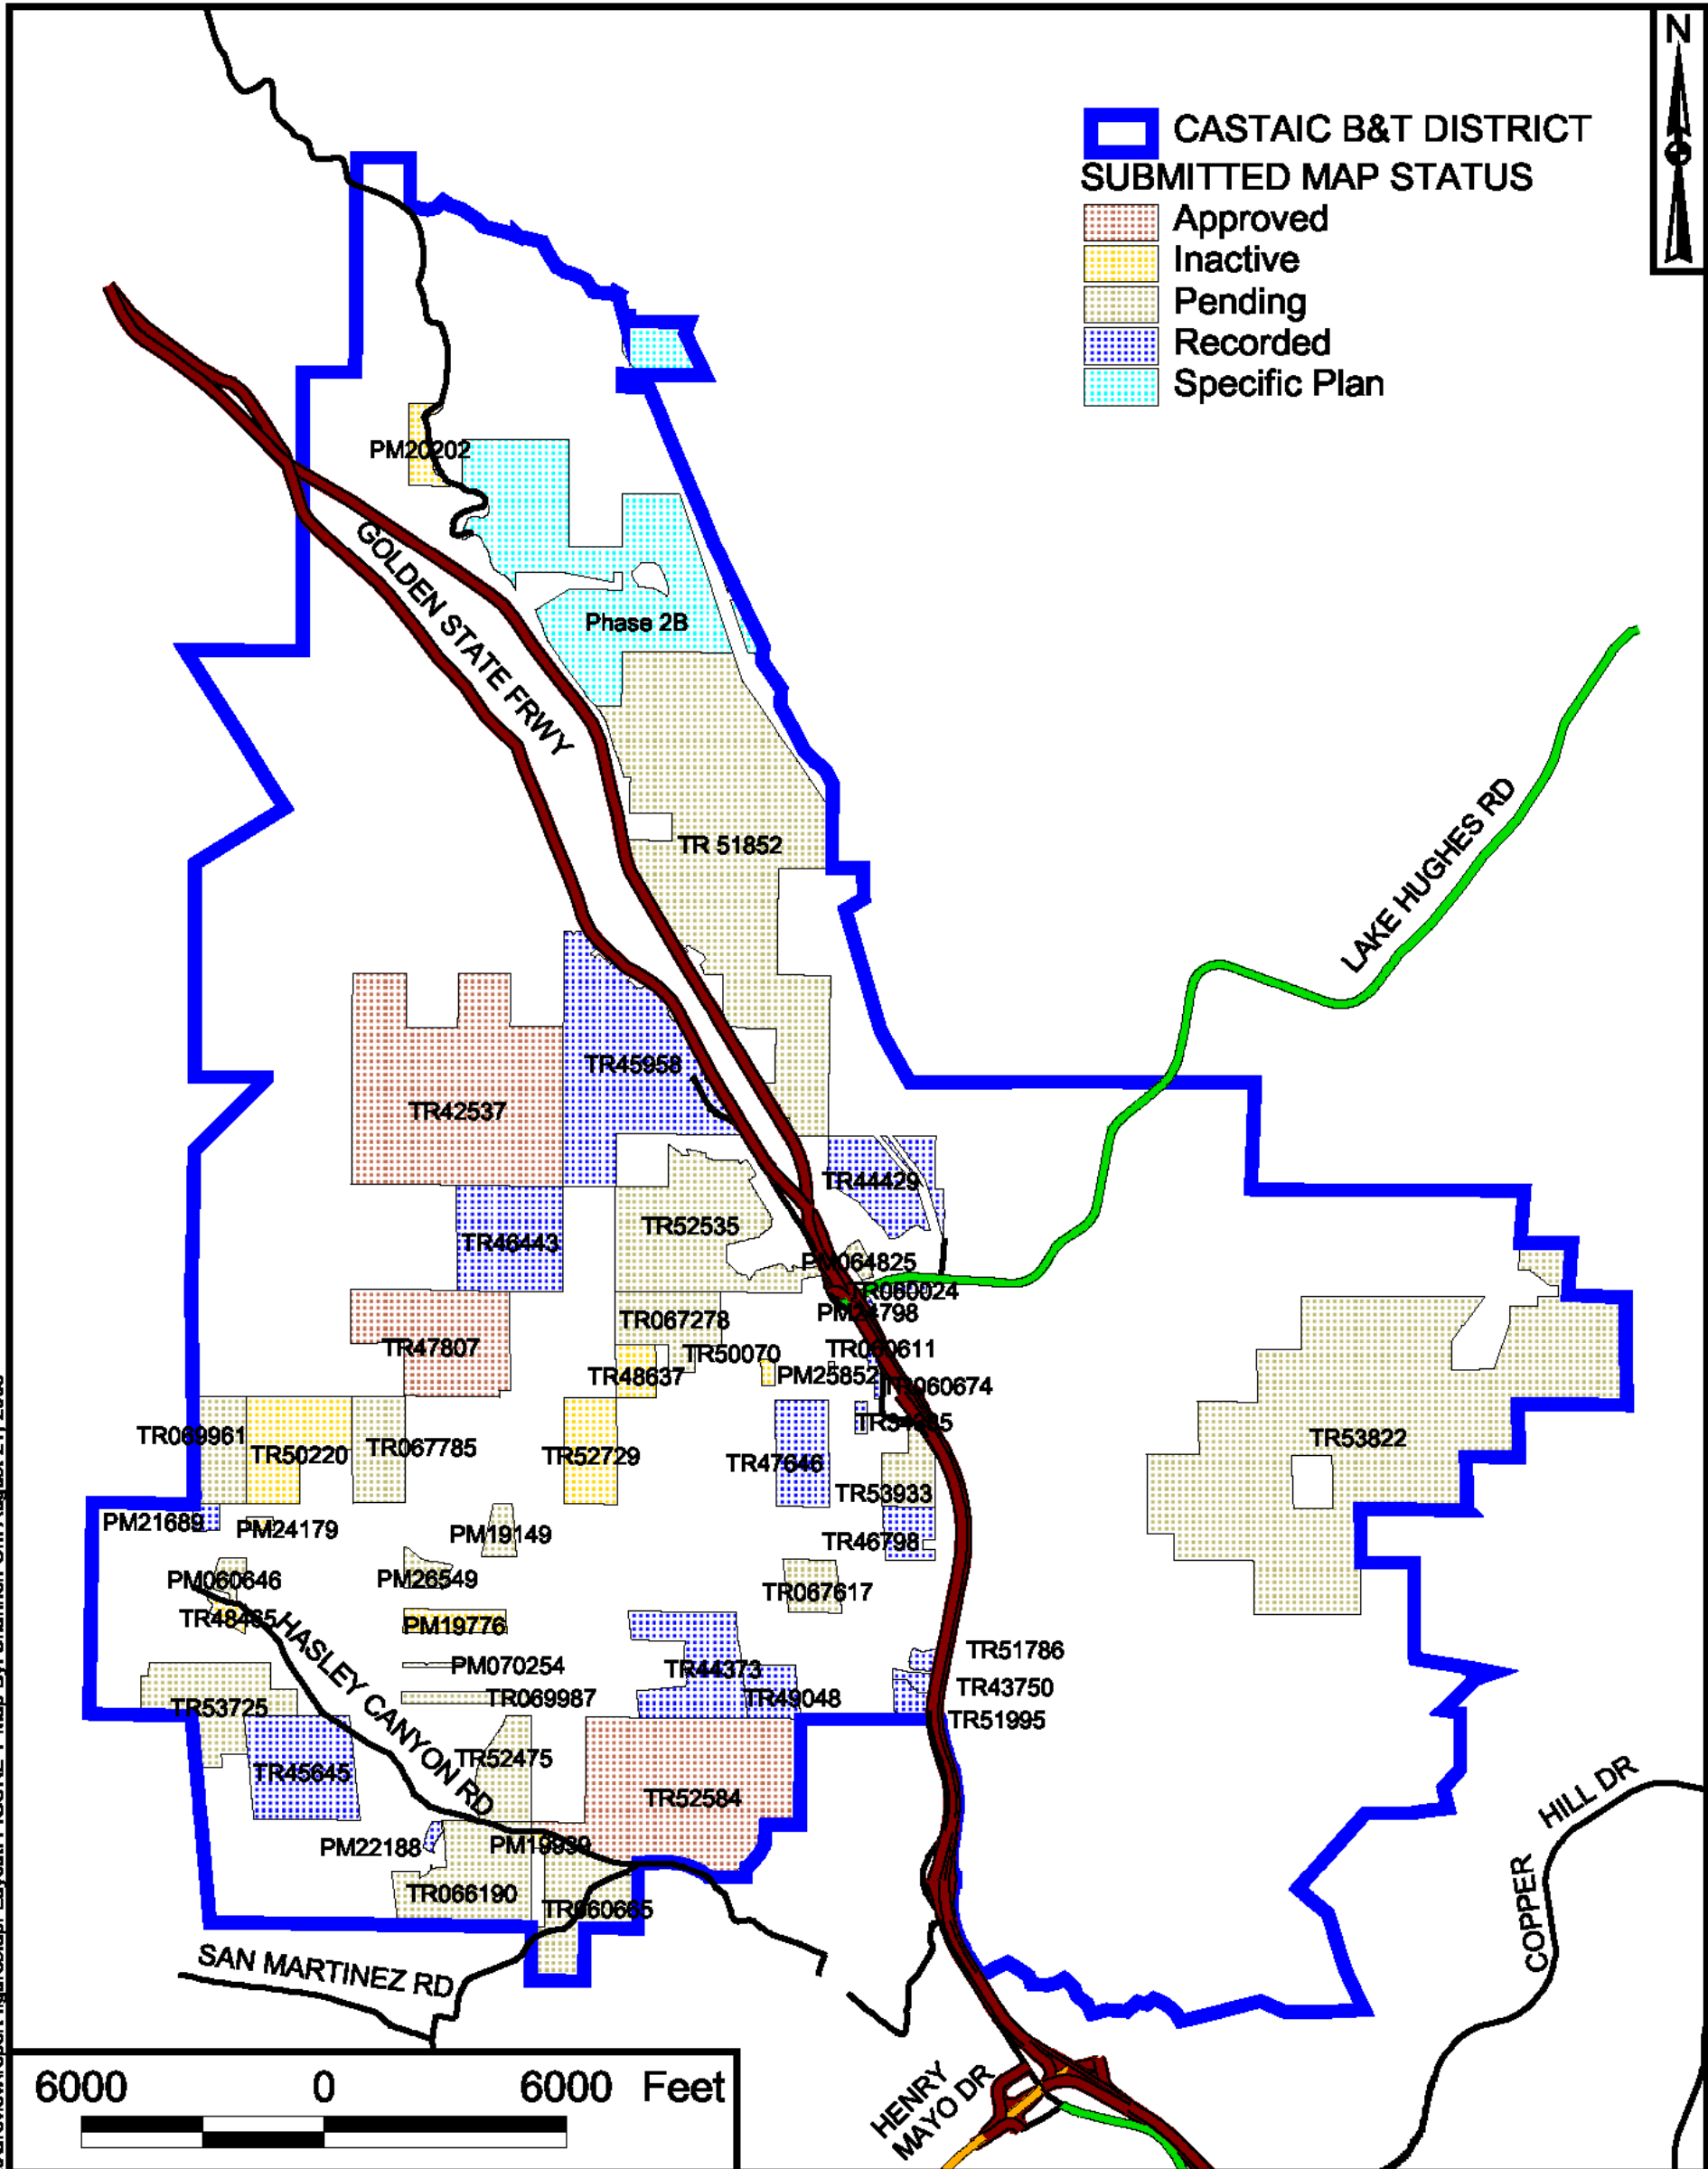 N
CASTAIC B&T DISTRICT
SUBMITTED MAP STATUS
Approved
Inactive
Pending
Recorded
Specific Plan
PM20202
GOLDEN STATE FRWY
Phase 2B
TR 51852
LAKE HUGHES RD
TR45958
TR42537
TR44429
TR52535
TR46443
PM064825
TR060024
PM24798
TR067278
TR47807
TR060611
TR50070
TR48637
PM25852
TR060674
TR069961
TR50220
TR067785
TR52729
TR47646
TR53822
TR53933
PM21689
PM24179
PM19149
TR46798
PM060646
PM26549
TR067617
TR48465
PM19776
HASLEY CANYON RD
TR51786
PM070254
TR44373
TR43750
TR069987
TR49048
TR53725
TR51995
TR52475
TR45645
TR52584
HILL DR
COPPER
PM22188
PM19939
TR066190
TR060665
SAN MARTINEZ RD
HENRY
MAYO DR
6000 0 6000 Feet